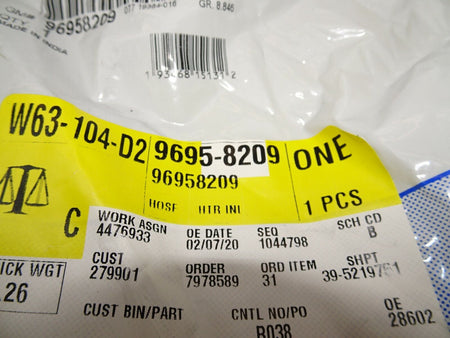 GR. 8.846
QTY
96958209
MADE IN INDIA
W63-104-D2 9695-8209 ONE
96958209
HOSE HTR INL
1 PCS
C
WORK ASGN OE DATE SEQ SCH CD
4476933 02/07/20 1044798 B
CUST ORDER ORD ITEM SHPT
279901 7978589 31
ICK WGT
.26
CUST BIN/PART CNTL NO/PO OE
B038 28602